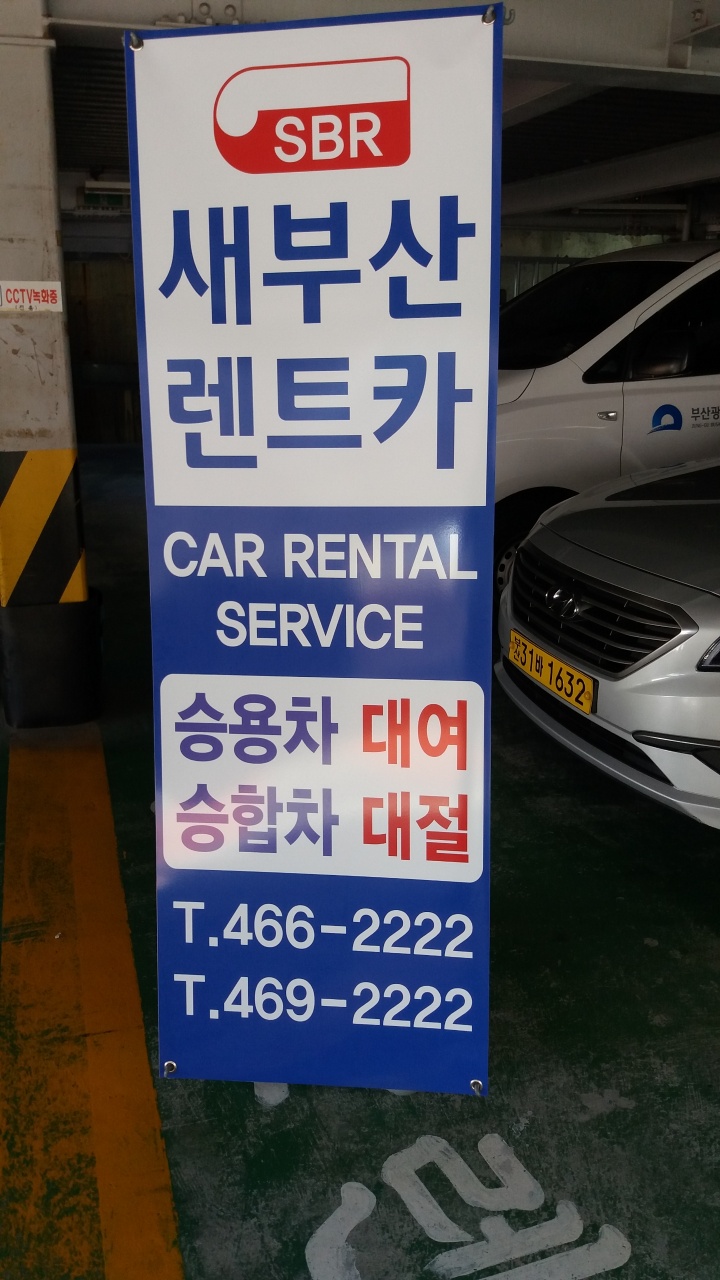 SBR
새부산
렌트카
CAR RENTAL
SERVICE
승용차 대여
승합차 대절
T.466-2222
T.469-2222
CCTV녹화중
부산광
31바 1632